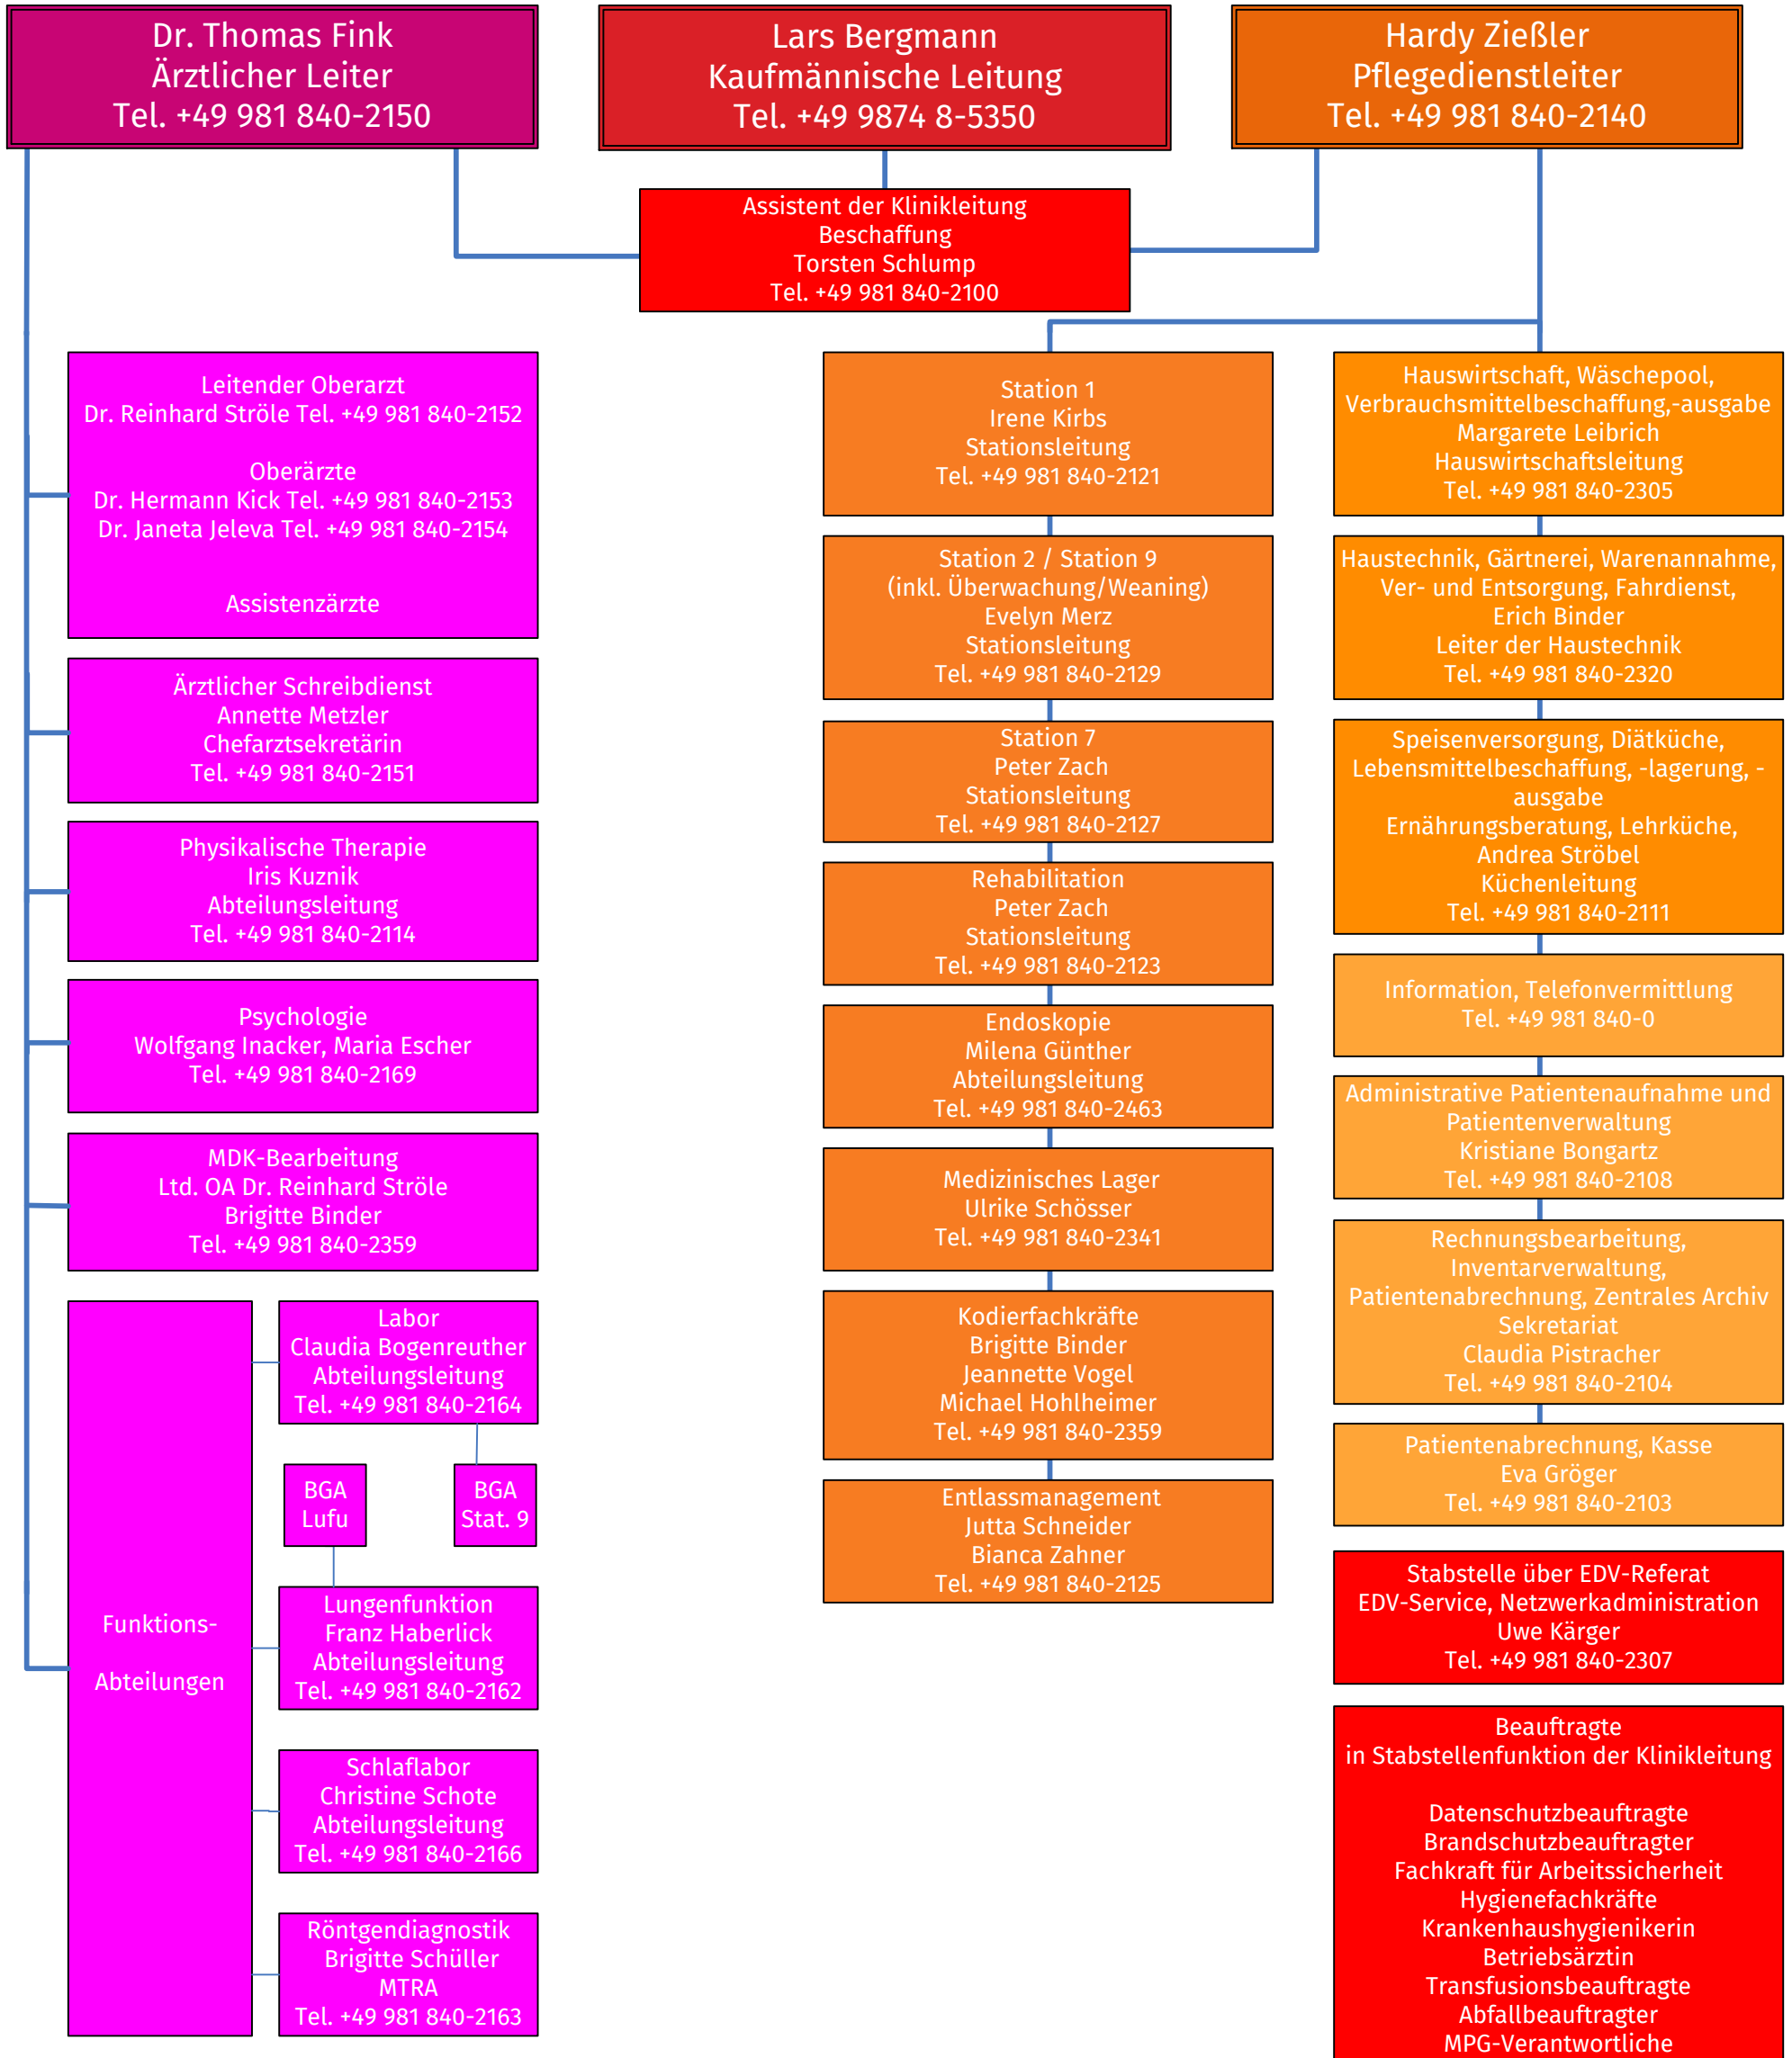 Dr. Thomas Fink
Ärztlicher Leiter
Tel. +49 981 840-2150
Lars Bergmann
Kaufmännische Leitung
Tel. +49 9874 8-5350
Hardy Zießler
Pflegedienstleiter
Tel. +49 981 840-2140
Assistent der Klinikleitung
Beschaffung
Torsten Schlump
Tel. +49 981 840-2100
Leitender Oberarzt
Dr. Reinhard Ströle Tel. +49 981 840-2152
Oberärzte
Dr. Hermann Kick Tel. +49 981 840-2153
Dr. Janeta Jeleva Tel. +49 981 840-2154
Assistenzärzte
Ärztlicher Schreibdienst
Annette Metzler
Chefarztsekretärin
Tel. +49 981 840-2151
Physikalische Therapie
Iris Kuznik
Abteilungsleitung
Tel. +49 981 840-2114
Psychologie
Wolfgang Inacker, Maria Escher
Tel. +49 981 840-2169
MDK-Bearbeitung
Ltd. OA Dr. Reinhard Ströle
Brigitte Binder
Tel. +49 981 840-2359
Funktions-
Abteilungen
Labor
Claudia Bogenreuther
Abteilungsleitung
Tel. +49 981 840-2164
BGA
Lufu
BGA
Stat. 9
Lungenfunktion
Franz Haberlick
Abteilungsleitung
Tel. +49 981 840-2162
Schlaflabor
Christine Schote
Abteilungsleitung
Tel. +49 981 840-2166
Röntgendiagnostik
Brigitte Schüller
MTRA
Tel. +49 981 840-2163
Station 1
Irene Kirbs
Stationsleitung
Tel. +49 981 840-2121
Station 2 / Station 9
(inkl. Überwachung/Weaning)
Evelyn Merz
Stationsleitung
Tel. +49 981 840-2129
Station 7
Peter Zach
Stationsleitung
Tel. +49 981 840-2127
Rehabilitation
Peter Zach
Stationsleitung
Tel. +49 981 840-2123
Endoskopie
Milena Günther
Abteilungsleitung
Tel. +49 981 840-2463
Medizinisches Lager
Ulrike Schösser
Tel. +49 981 840-2341
Kodierfachkräfte
Brigitte Binder
Jeannette Vogel
Michael Hohlheimer
Tel. +49 981 840-2359
Entlassmanagement
Jutta Schneider
Bianca Zahner
Tel. +49 981 840-2125
Hauswirtschaft, Wäschepool,
Verbrauchsmittelbeschaffung,-ausgabe
Margarete Leibrich
Hauswirtschaftsleitung
Tel. +49 981 840-2305
Haustechnik, Gärtnerei, Warenannahme,
Ver- und Entsorgung, Fahrdienst,
Erich Binder
Leiter der Haustechnik
Tel. +49 981 840-2320
Speisenversorgung, Diätküche,
Lebensmittelbeschaffung, -lagerung, -
ausgabe
Ernährungsberatung, Lehrküche,
Andrea Ströbel
Küchenleitung
Tel. +49 981 840-2111
Information, Telefonvermittlung
Tel. +49 981 840-0
Administrative Patientenaufnahme und
Patientenverwaltung
Kristiane Bongartz
Tel. +49 981 840-2108
Rechnungsbearbeitung,
Inventarverwaltung,
Patientenabrechnung, Zentrales Archiv
Sekretariat
Claudia Pistracher
Tel. +49 981 840-2104
Patientenabrechnung, Kasse
Eva Gröger
Tel. +49 981 840-2103
Stabstelle über EDV-Referat
EDV-Service, Netzwerkadministration
Uwe Kärger
Tel. +49 981 840-2307
Beauftragte
in Stabstellenfunktion der Klinikleitung
Datenschutzbeauftragte
Brandschutzbeauftragter
Fachkraft für Arbeitssicherheit
Hygienefachkräfte
Krankenhaushygienikerin
Betriebsärztin
Transfusionsbeauftragte
Abfallbeauftragter
MPG-Verantwortliche